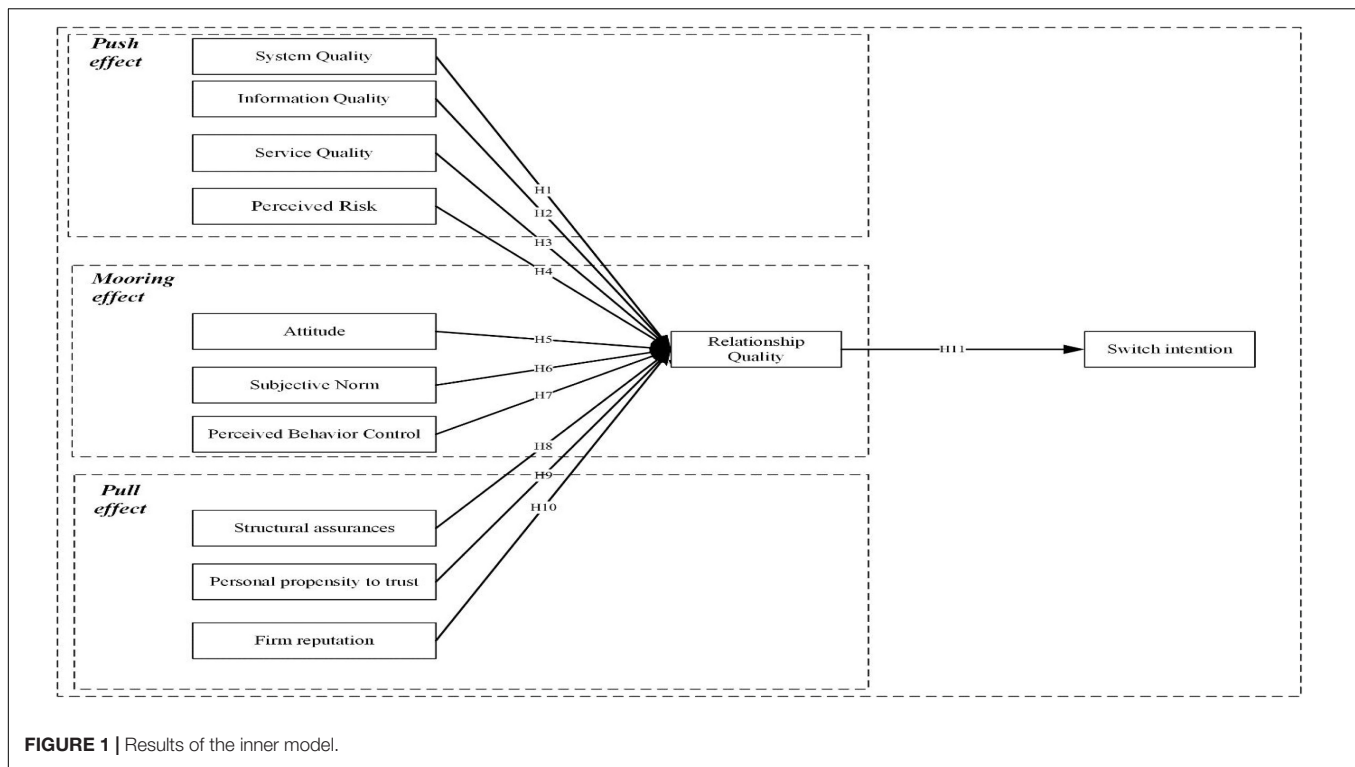 Push
effect
System Quality
Information Quality
Service Quality
Perceived Risk
H1
H2
H3
H4
Mooring
effect
Attitude
Subjective Norm
Perceived Behavior Control
H5
H6
H7
Relationship
Quality
H11
Switch intention
H8
H9
H10
Pull
effect
Structural assurances
Personal propensity to trust
Firm reputation
FIGURE 1 | Results of the inner model.